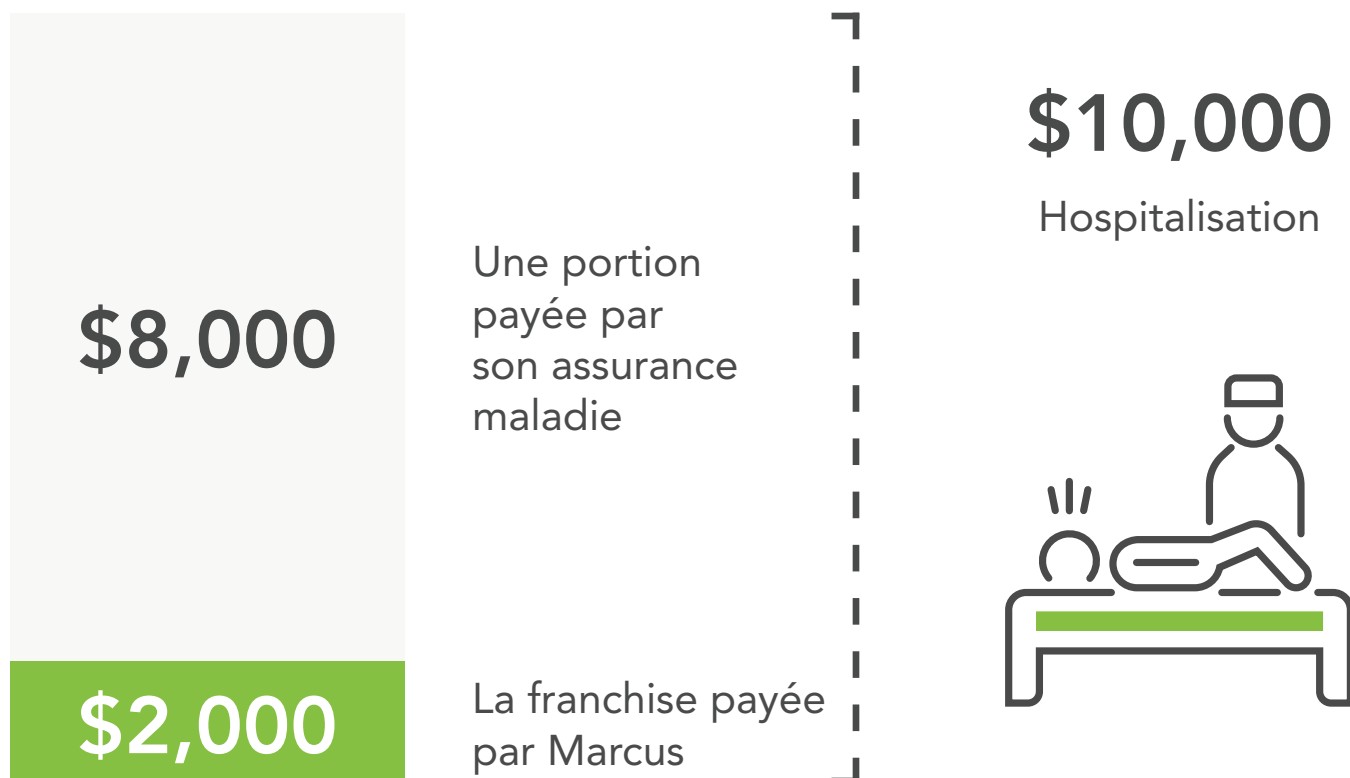 $8,000
Une portion
payée par
son assurance
maladie
$10,000
Hospitalisation
$2,000
La franchise payée
par Marcus